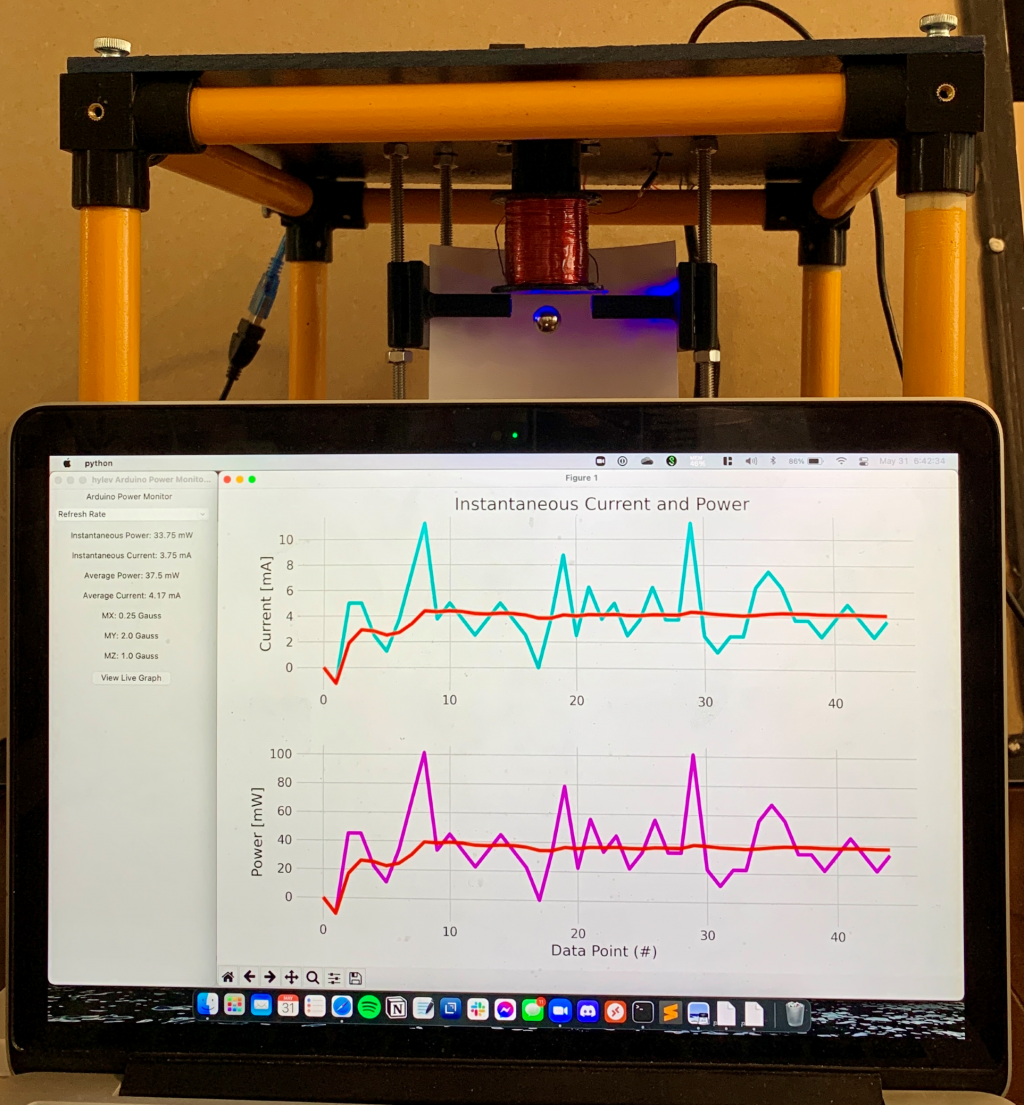 python
66%
May 31 6:42:34
hylev Arduino Power Monito...
Arduino Power Monitor
Refresh Rate
Instantaneous Power: 33.75 mW
Instantaneous Current: 3.75 mA
Average Power: 37.5 mW
Average Current: 4.17 mA
MX: 0.25 Gauss
MY: 2.0 Gauss
MZ: 1.0 Gauss
View Live Graph
Figure 1
Instantaneous Current and Power
Current [mA]
10
8
6
4
2
0
0 10 20 30 40
Power [mW]
100
80
60
40
20
0
0 10 20 30 40
Data Point (#)
MAY
31
11